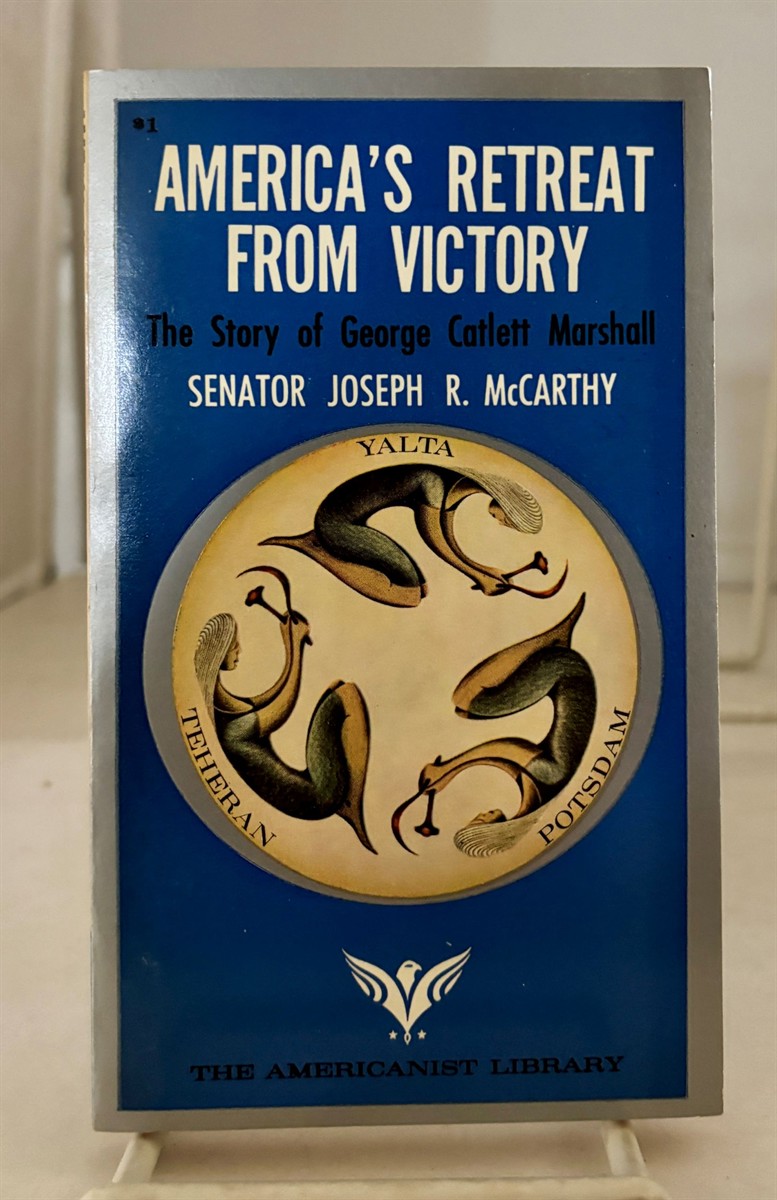 $1
AMERICA'S RETREAT
FROM VICTORY
The Story of George Catlett Marshall
SENATOR JOSEPH R. McCARTHY
YALTA
TEHERAN
POTSDAM
THE AMERICANIST LIBRARY